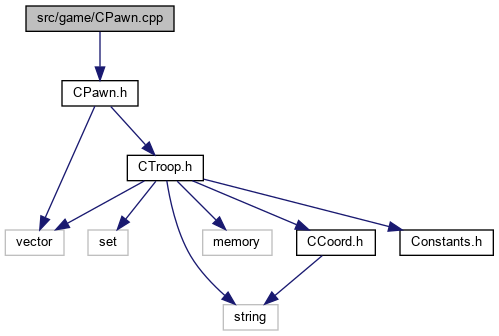 src/game/CPawn.cpp
CPawn.h
CTroop.h
vector
set
memory
CCoord.h
Constants.h
string